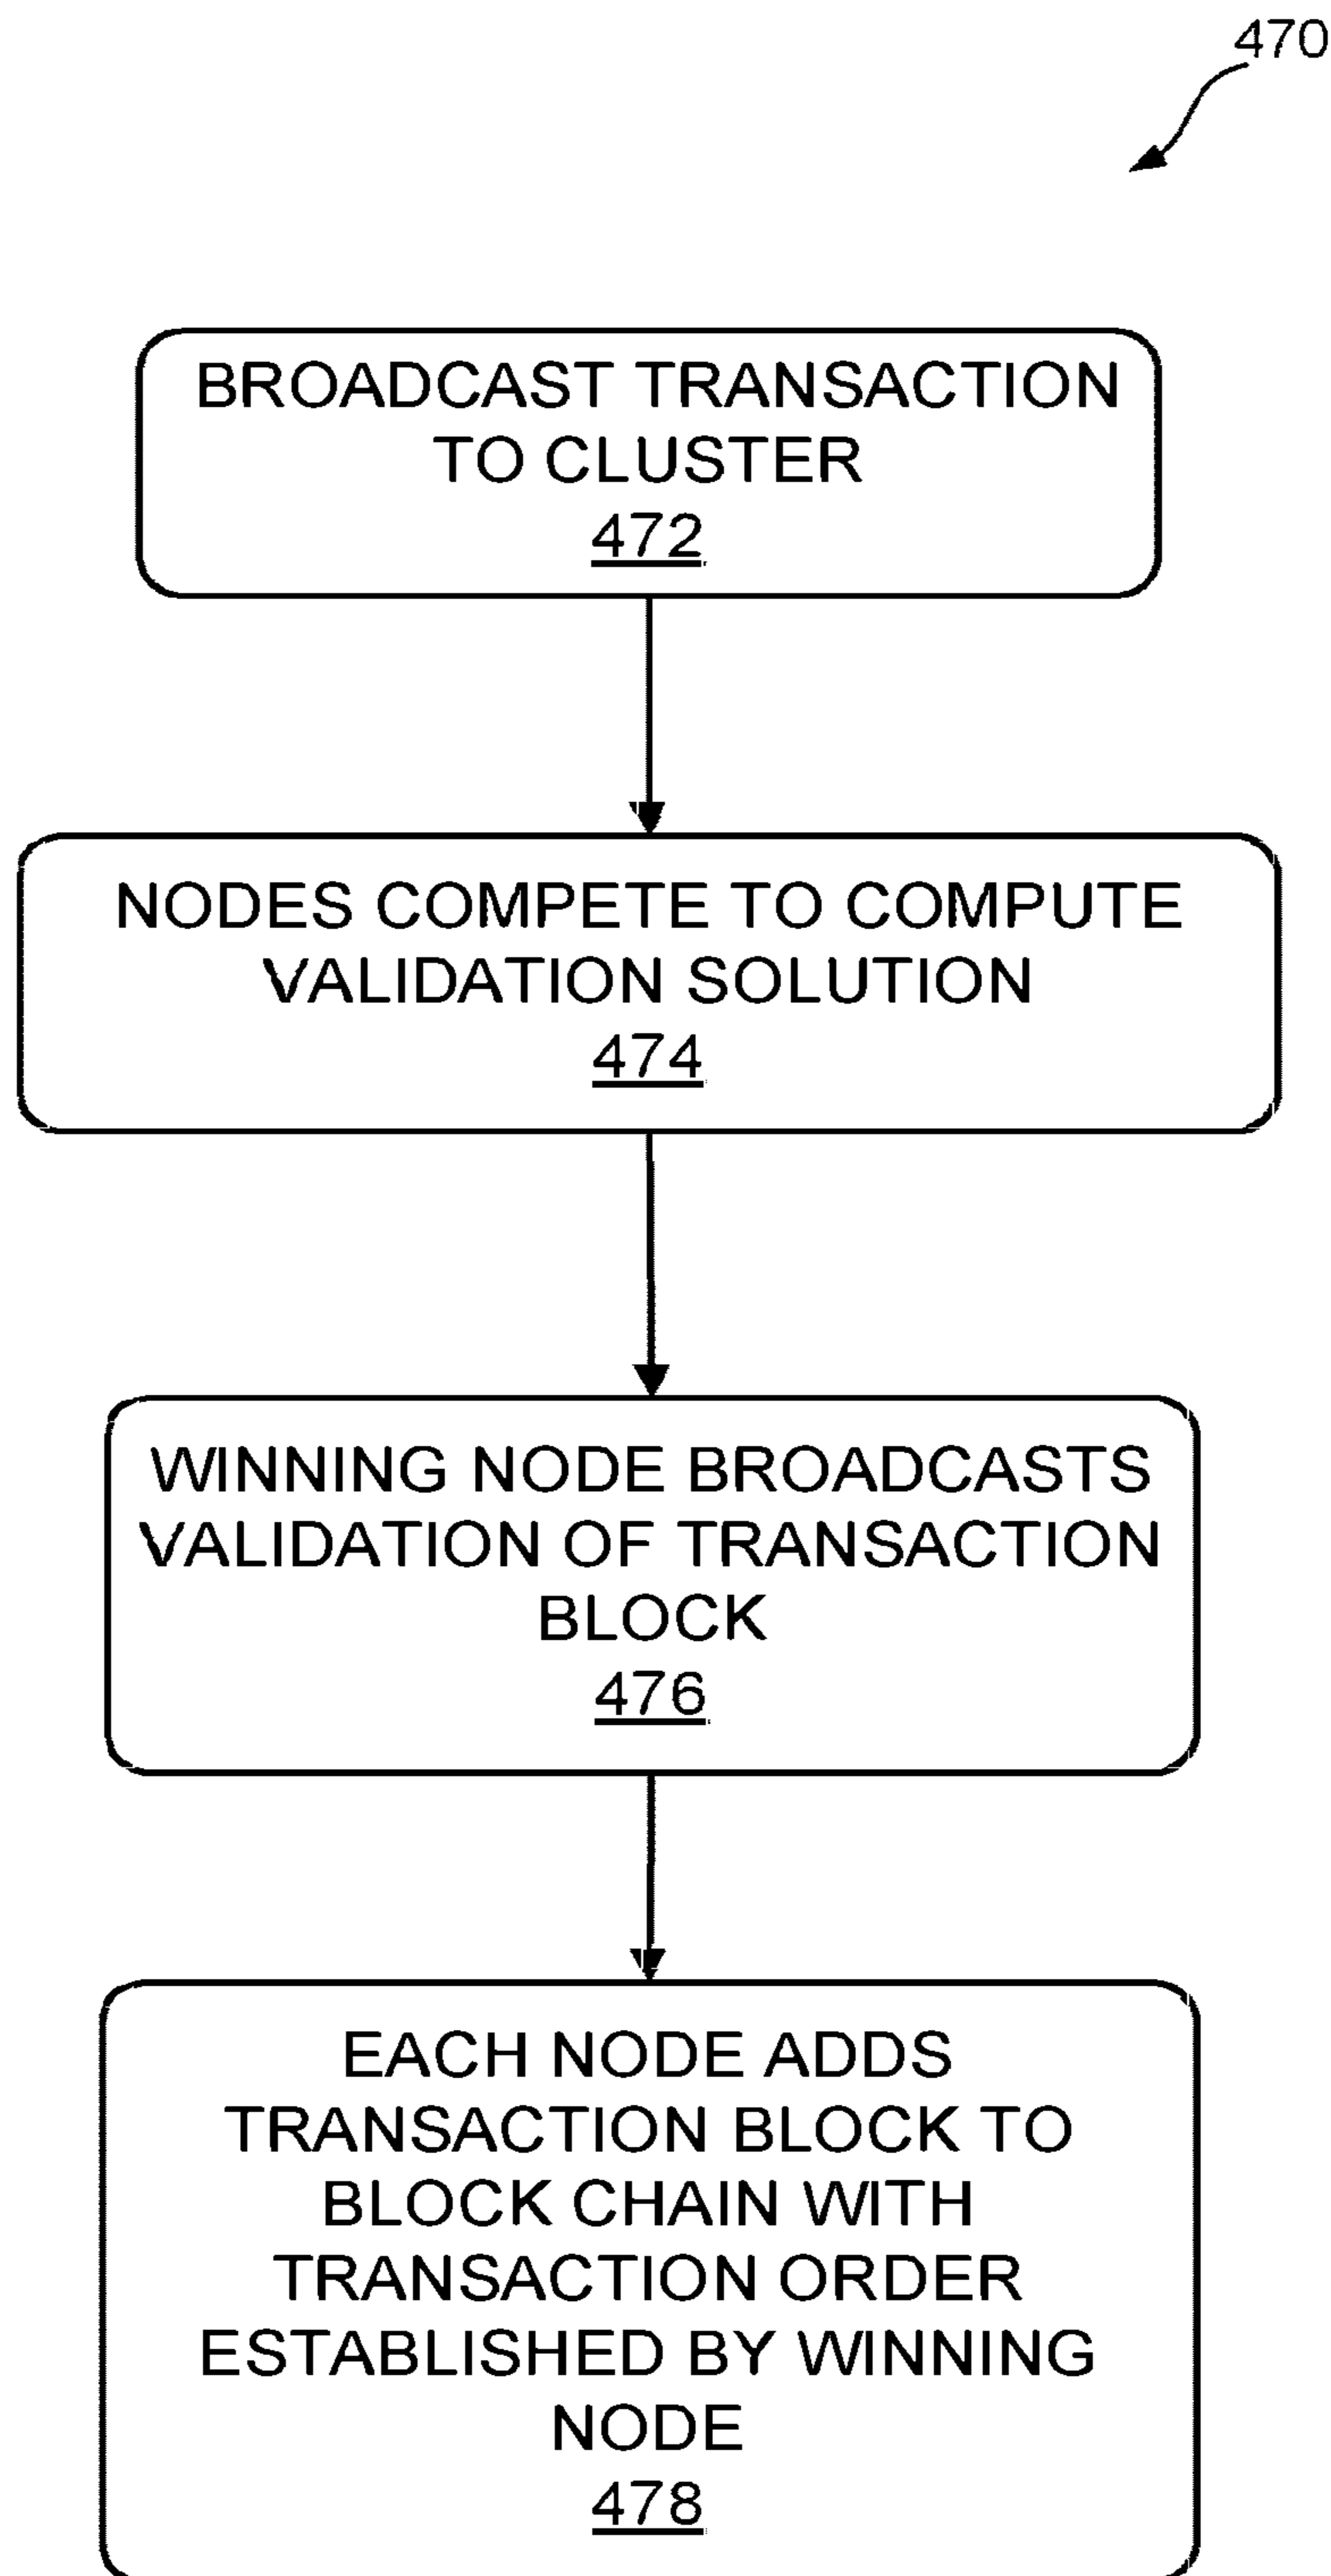 470
BROADCAST TRANSACTION
TO CLUSTER
472
NODES COMPETE TO COMPUTE
VALIDATION SOLUTION
474
WINNING NODE BROADCASTS
VALIDATION OF TRANSACTION
BLOCK
476
EACH NODE ADDS
TRANSACTION BLOCK TO
BLOCK CHAIN WITH
TRANSACTION ORDER
ESTABLISHED BY WINNING
NODE
478